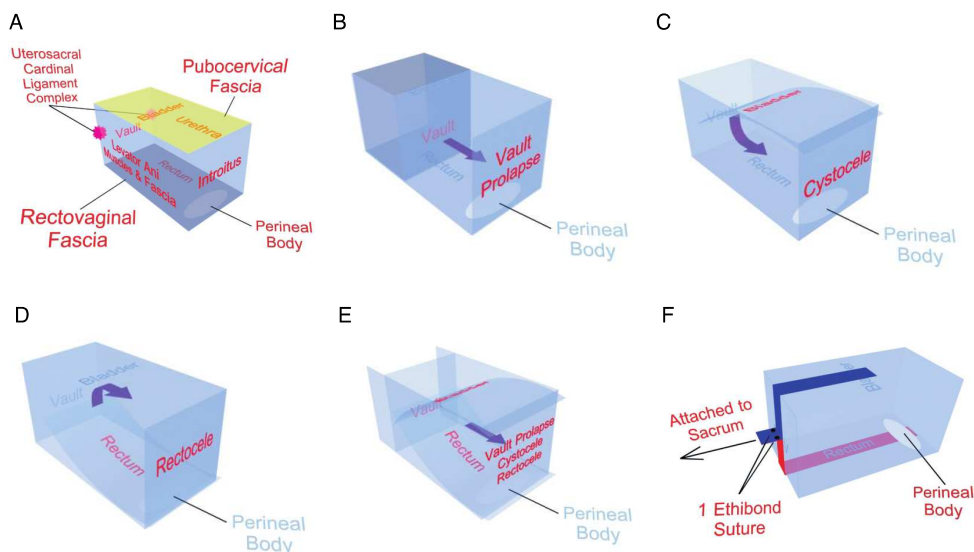 A
Uterosacral
Cardinal
Ligament
Complex
Pubocervical
Fascia
Bladder
Urethra
Vault
Levator Ani
Muscles & Fascia
Rectum
Introitus
Rectovaginal
Fascia
Perineal
Body
B
Vault
Rectum
Vault
Prolapse
Perineal
Body
C
Vault
Bladder
Rectum
Cystocele
Perineal
Body
D
Bladder
Vault
Rectum
Rectocele
Perineal
Body
E
Vault
Rectum
Vault Prolapse
Cystocele
Rectocele
Perineal
Body
F
Attached to
Sacrum
Rectum
1 Ethibond
Suture
Perineal
Body